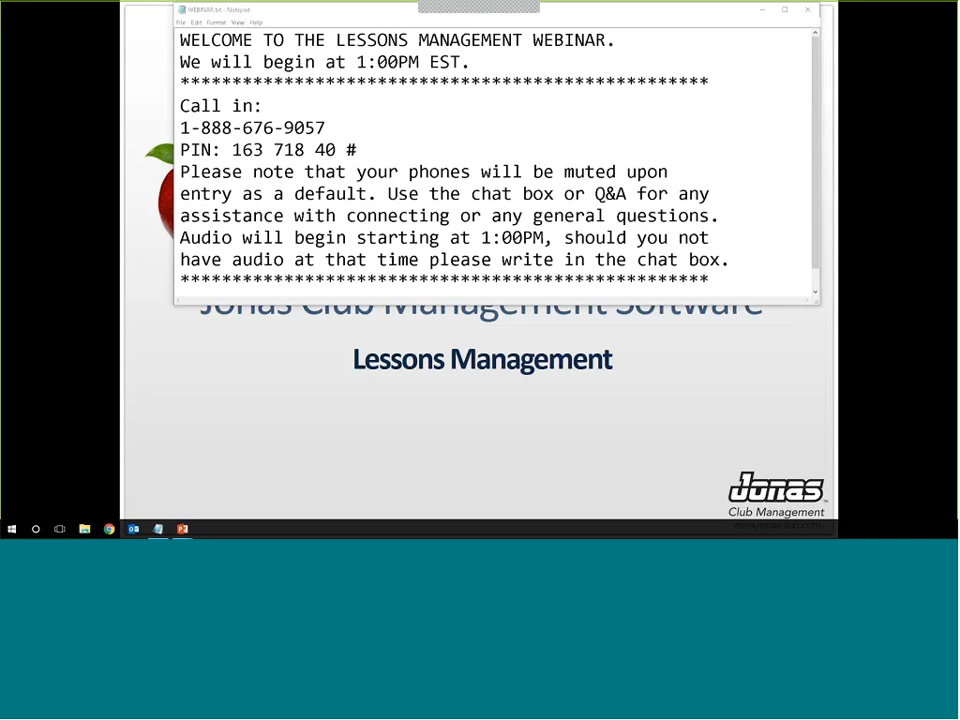 WEBINAR.txt - Notepad
File Edit Format View Help
WELCOME TO THE LESSONS MANAGEMENT WEBINAR.
We will begin at 1:00PM EST.
***************************************************
Call in:
1-888-676-9057
PIN: 163 718 40 #
Please note that your phones will be muted upon
entry as a default. Use the chat box or Q&A for any
assistance with connecting or any general questions.
Audio will begin starting at 1:00PM, should you not
have audio at that time please write in the chat box.
***************************************************
Jonas Club Management Software
Lessons Management
Jonas
Club Management